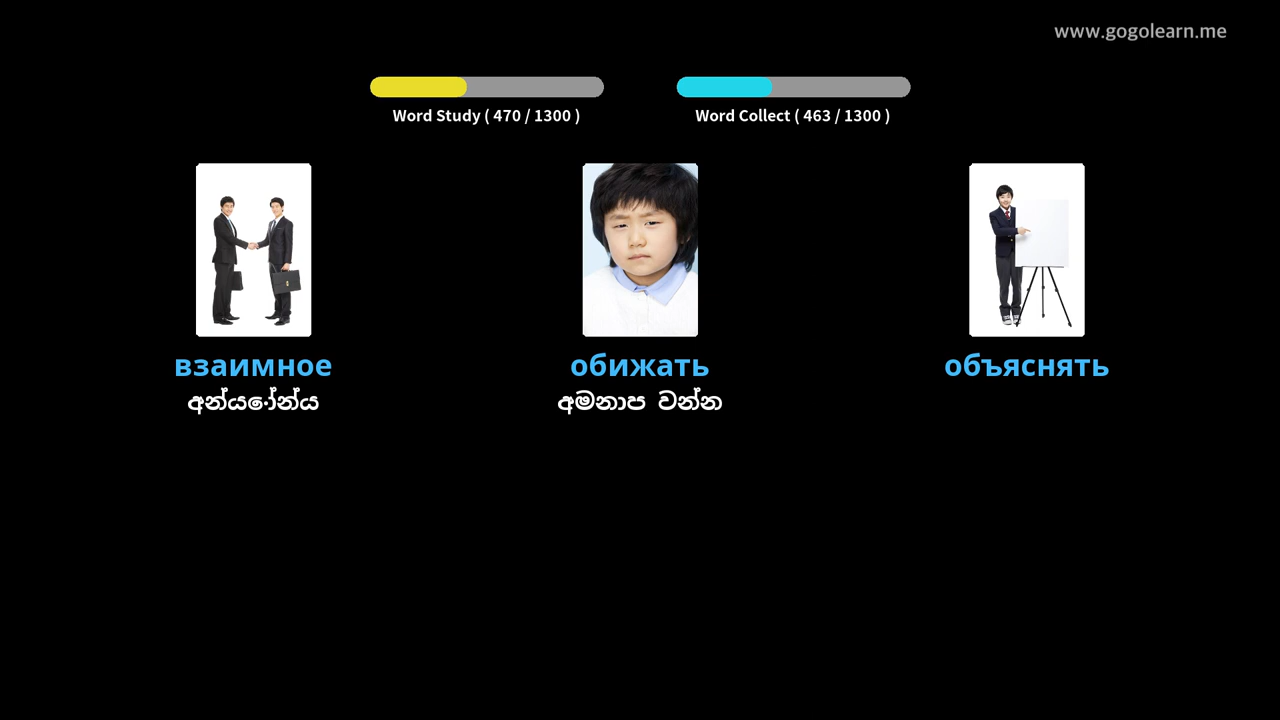 www.gogolearn.me
Word Study ( 470 / 1300 )
Word Collect ( 463 / 1300 )
взаимное
අන්යෝන්ය
обижать
අමනාප වන්න
объяснять